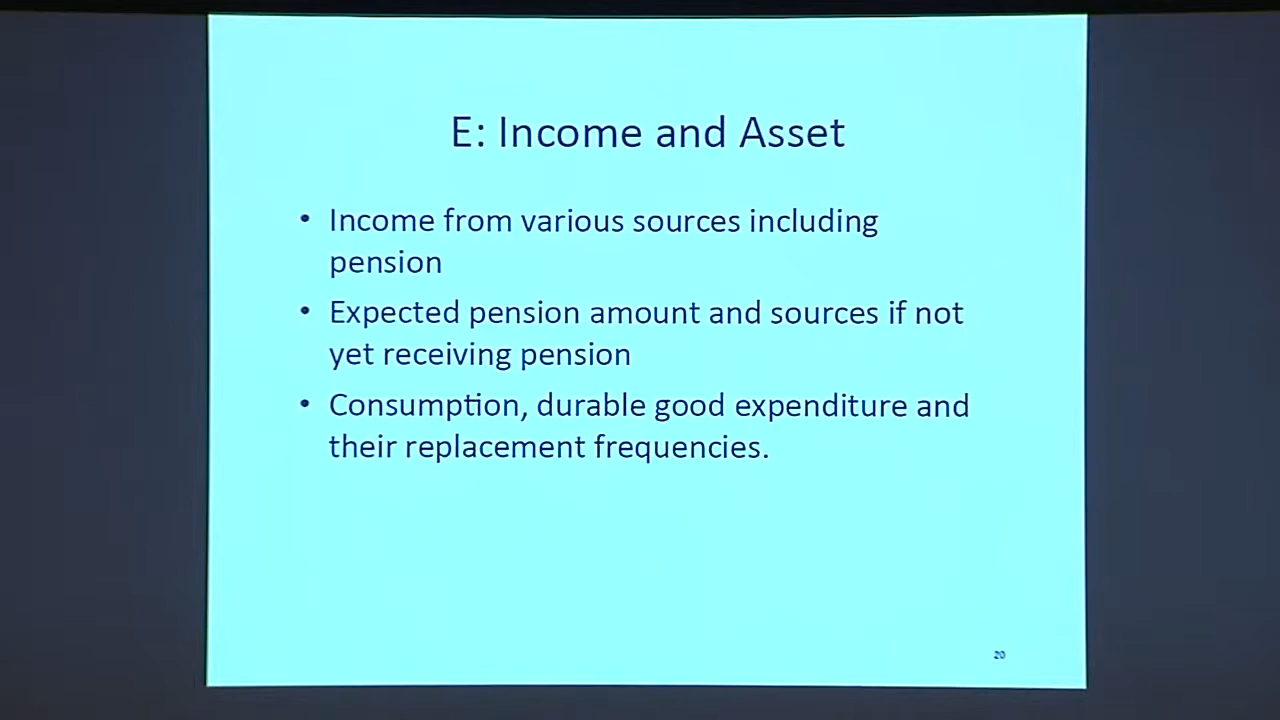 E: Income and Asset
• Income from various sources including
pension
• Expected pension amount and sources if not
yet receiving pension
• Consumption, durable good expenditure and
their replacement frequencies.
20